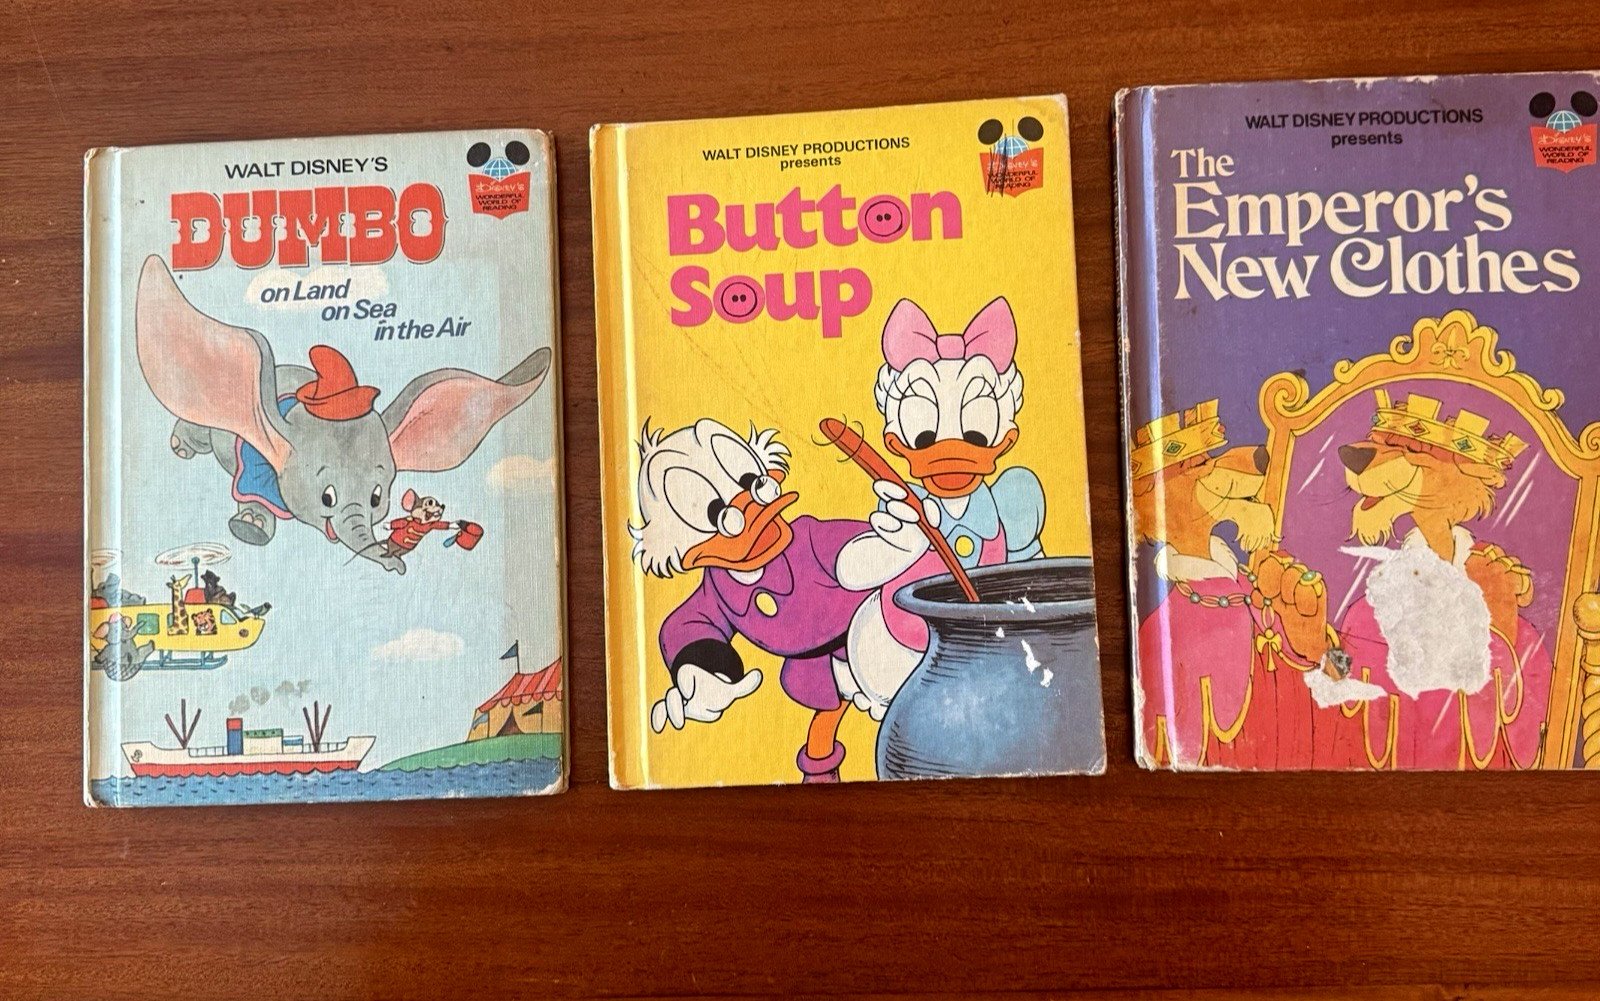 WALT DISNEY'S
DUMBO
on Land
on Sea
in the Air
Disney's
WONDERFUL
WORLD OF
READING
WALT DISNEY PRODUCTIONS
presents
Button
Soup
Disney's
WONDERFUL
WORLD OF
READING
WALT DISNEY PRODUCTIONS
presents
The
Emperor's
New Clothes
Disney's
WONDERFUL
WORLD OF
READING